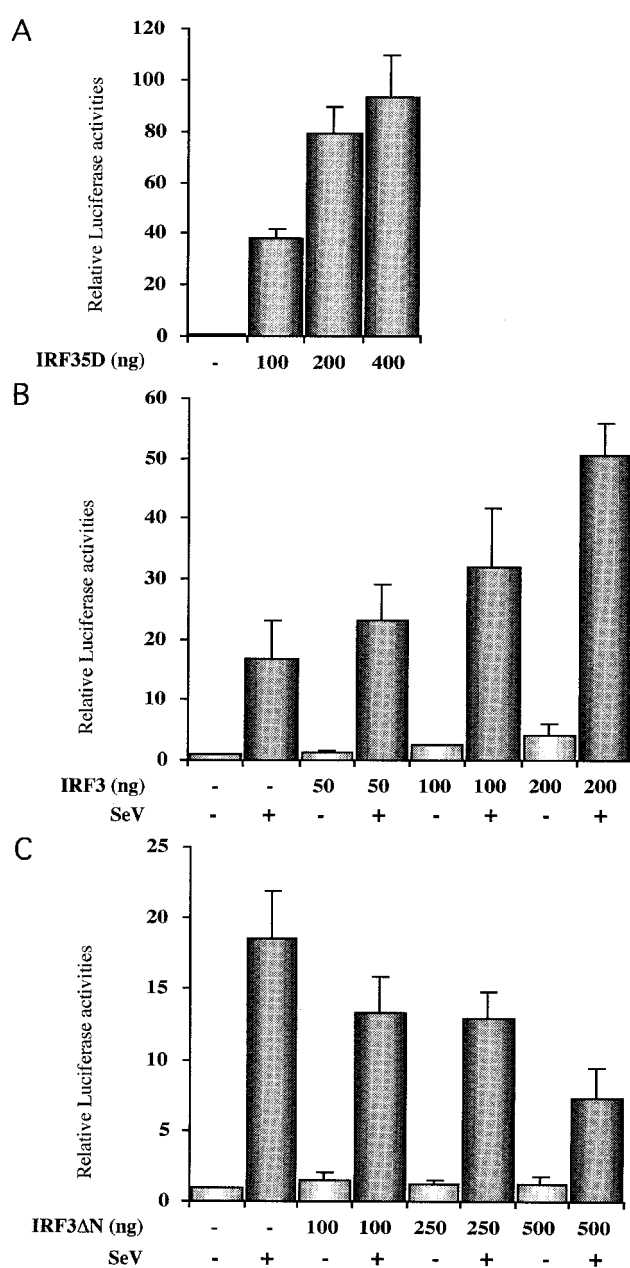 A
Relative Luciferase activities
120
100
80
60
40
20
0
IRF35D (ng) - 100 200 400
B
Relative Luciferase activities
60
50
40
30
20
10
0
IRF3 (ng) - - 50 50 100 100 200 200
SeV - + - + - + - +
C
Relative Luciferase activities
25
20
15
10
5
0
IRF3ΔN (ng) - - 100 100 250 250 500 500
SeV - + - + - + - +